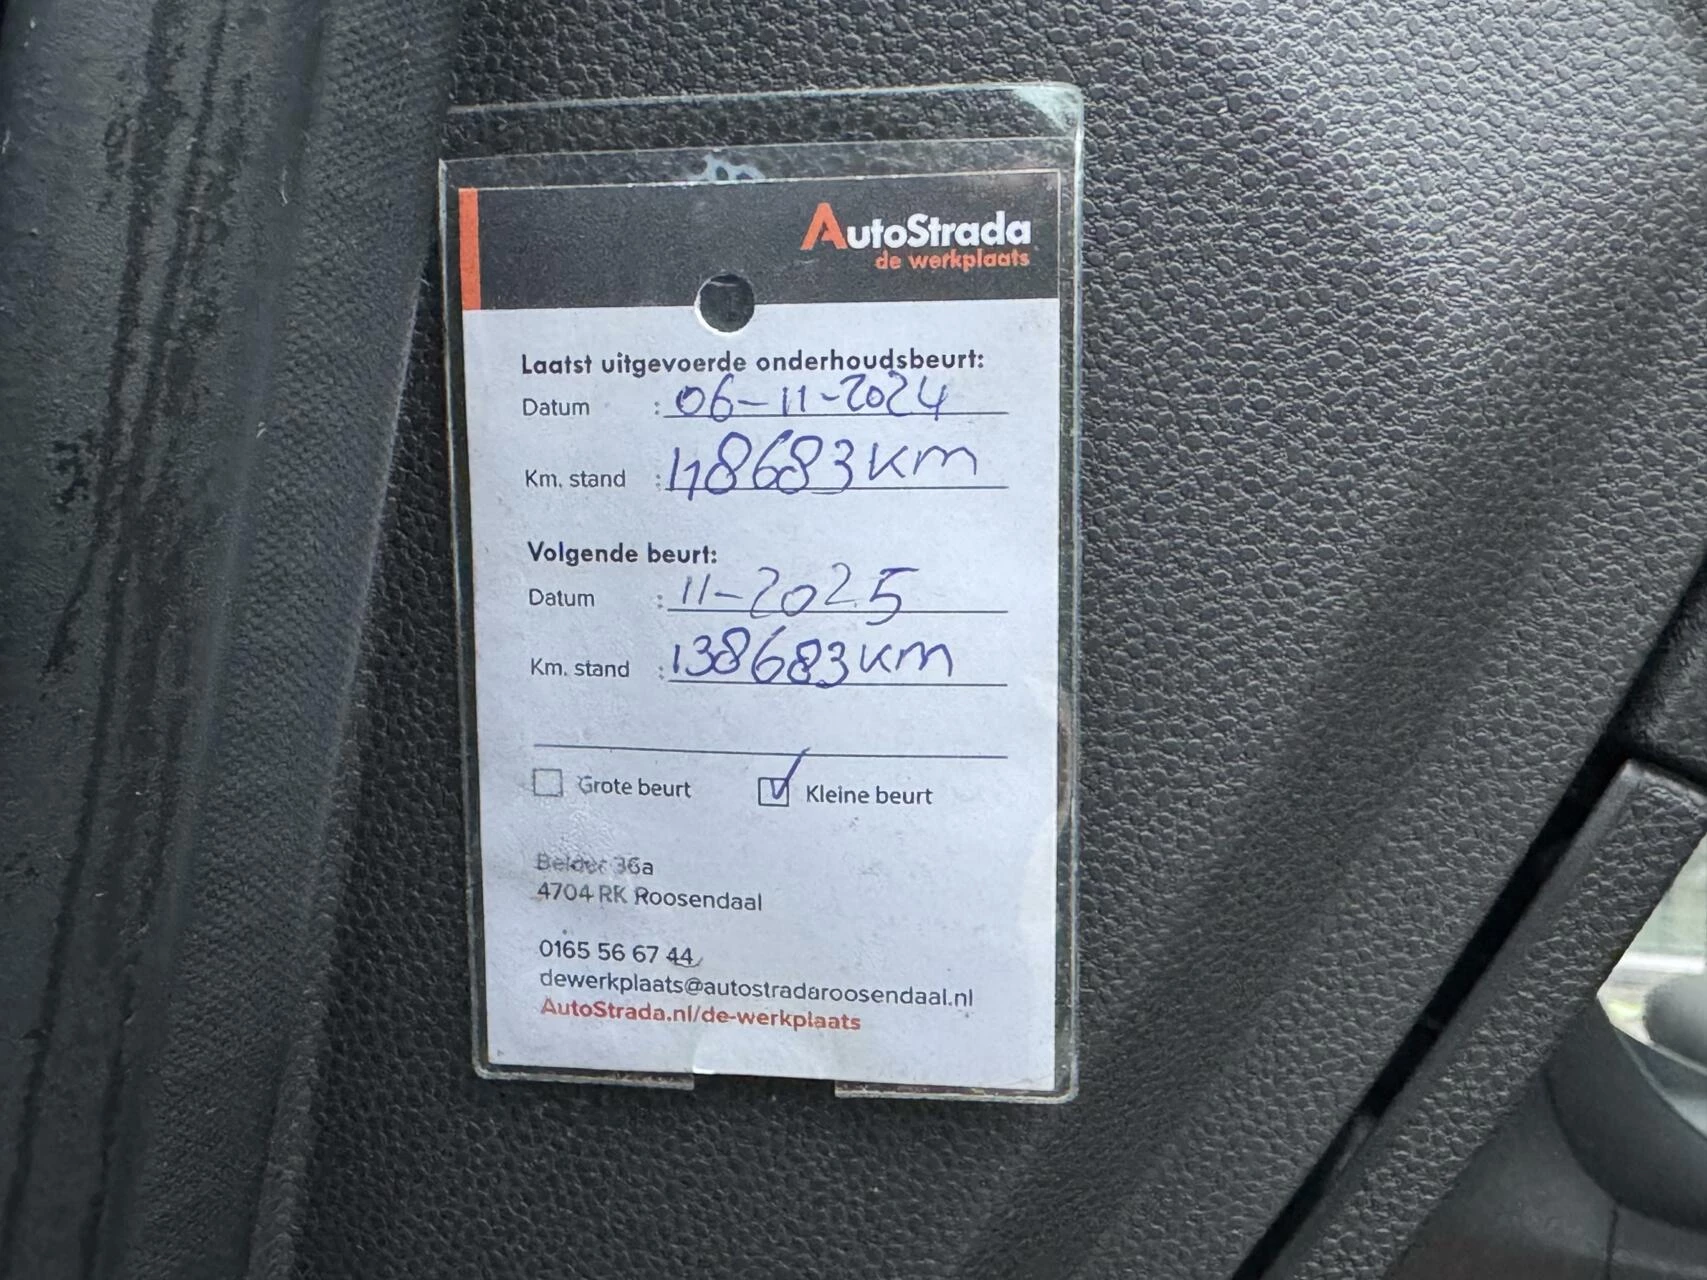 AutoStrada
de werkplaats
Laatst uitgevoerde onderhoudsbeurt:
Datum : 06-11-2024
Km. stand : 118683 km
Volgende beurt:
Datum : 11-2025
Km. stand : 138683 km
Grote beurt Kleine beurt
Belder 36a
4704 RK Roosendaal
0165 56 67 44
dewerkplaats@autostradaroosendaal.nl
AutoStrada.nl/de-werkplaats